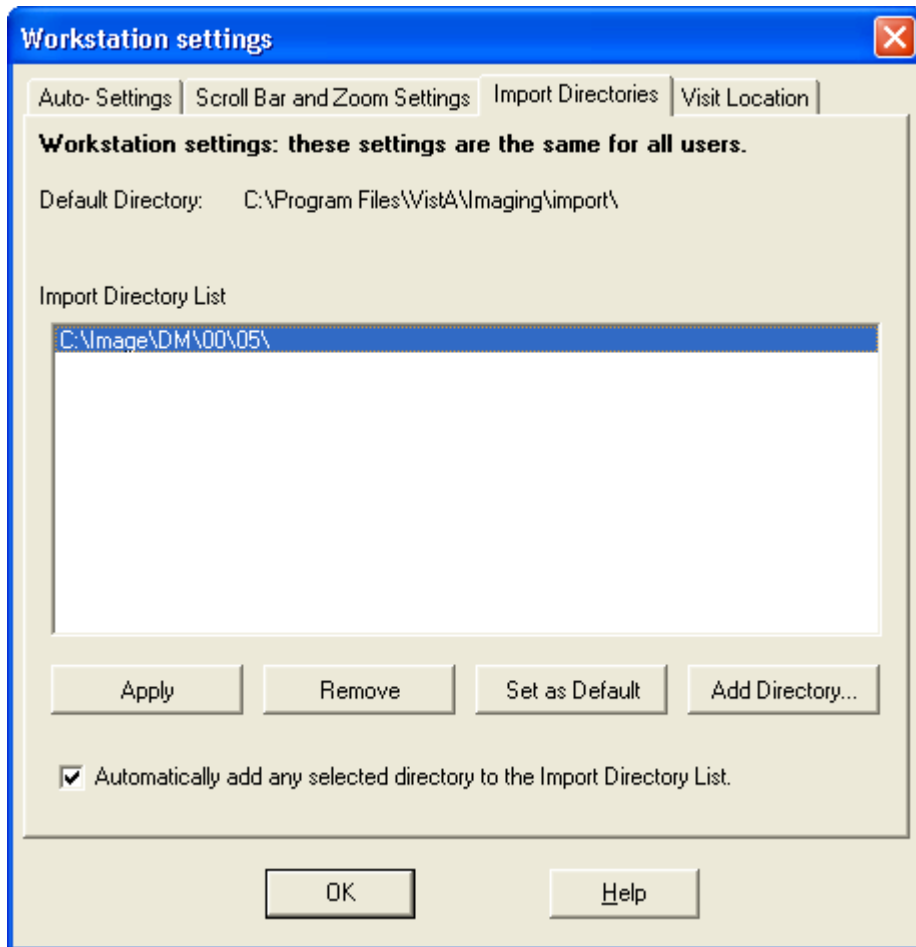 Workstation settings
Auto- Settings Scroll Bar and Zoom Settings Import Directories Visit Location
Workstation settings: these settings are the same for all users.
Default Directory: C:\Program Files\VistA\Imaging\import\
Import Directory List
C:\Image\DM\00\05\
Apply Remove Set as Default Add Directory...
Automatically add any selected directory to the Import Directory List.
OK Help